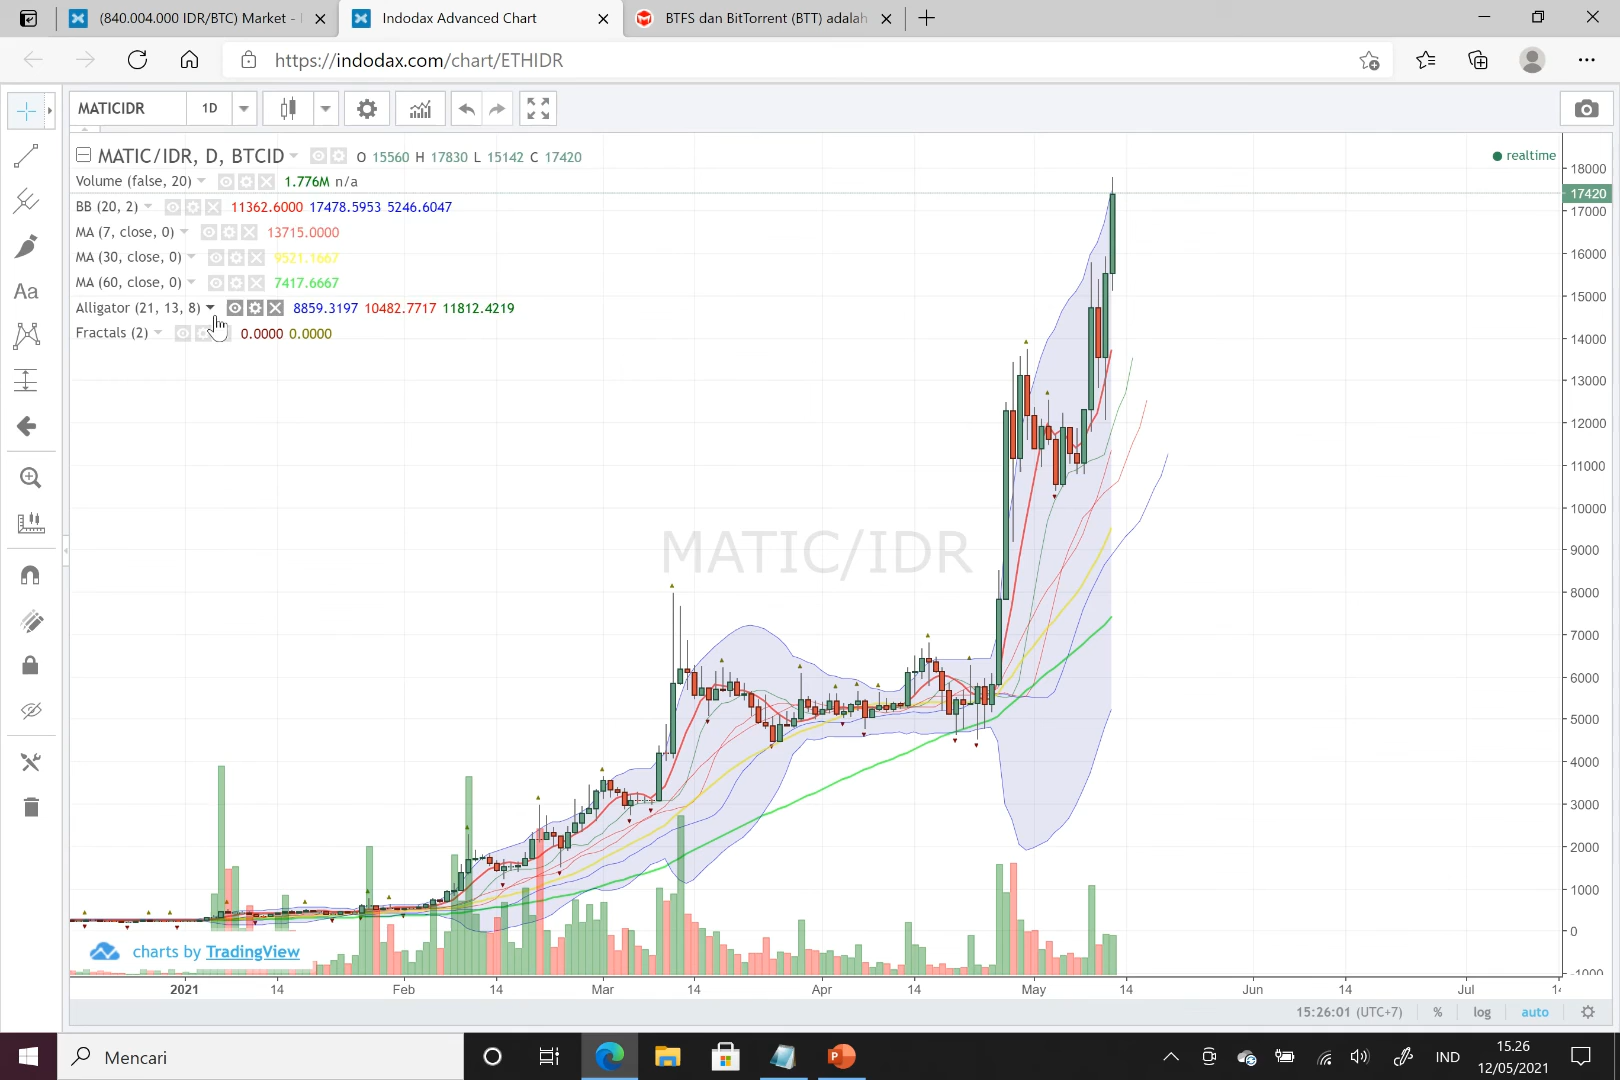 (840.004.000 IDR/BTC) Market -
Indodax Advanced Chart
BTFS dan BitTorrent (BTT) adalah
https://indodax.com/chart/ETHIDR
MATICIDR
1D
MATIC/IDR, D, BTCID
O 15560 H 17830 L 15142 C 17420
realtime
Volume (false, 20) 1.776M n/a
BB (20, 2) 11362.6000 17478.5953 5246.6047
MA (7, close, 0) 13715.0000
MA (30, close, 0) 9521.1667
MA (60, close, 0) 7417.6667
Alligator (21, 13, 8) 8859.3197 10482.7717 11812.4219
Fractals (2) 0.0000 0.0000
Aa
MATIC/IDR
18000
17420
17000
16000
15000
14000
13000
12000
11000
10000
9000
8000
7000
6000
5000
4000
3000
2000
1000
0
-1000
charts by TradingView
2021 14 Feb 14 Mar 14 Apr 14 May 14 Jun 14 Jul 14
15:26:01 (UTC+7) % log auto
Mencari
IND
15.26
12/05/2021